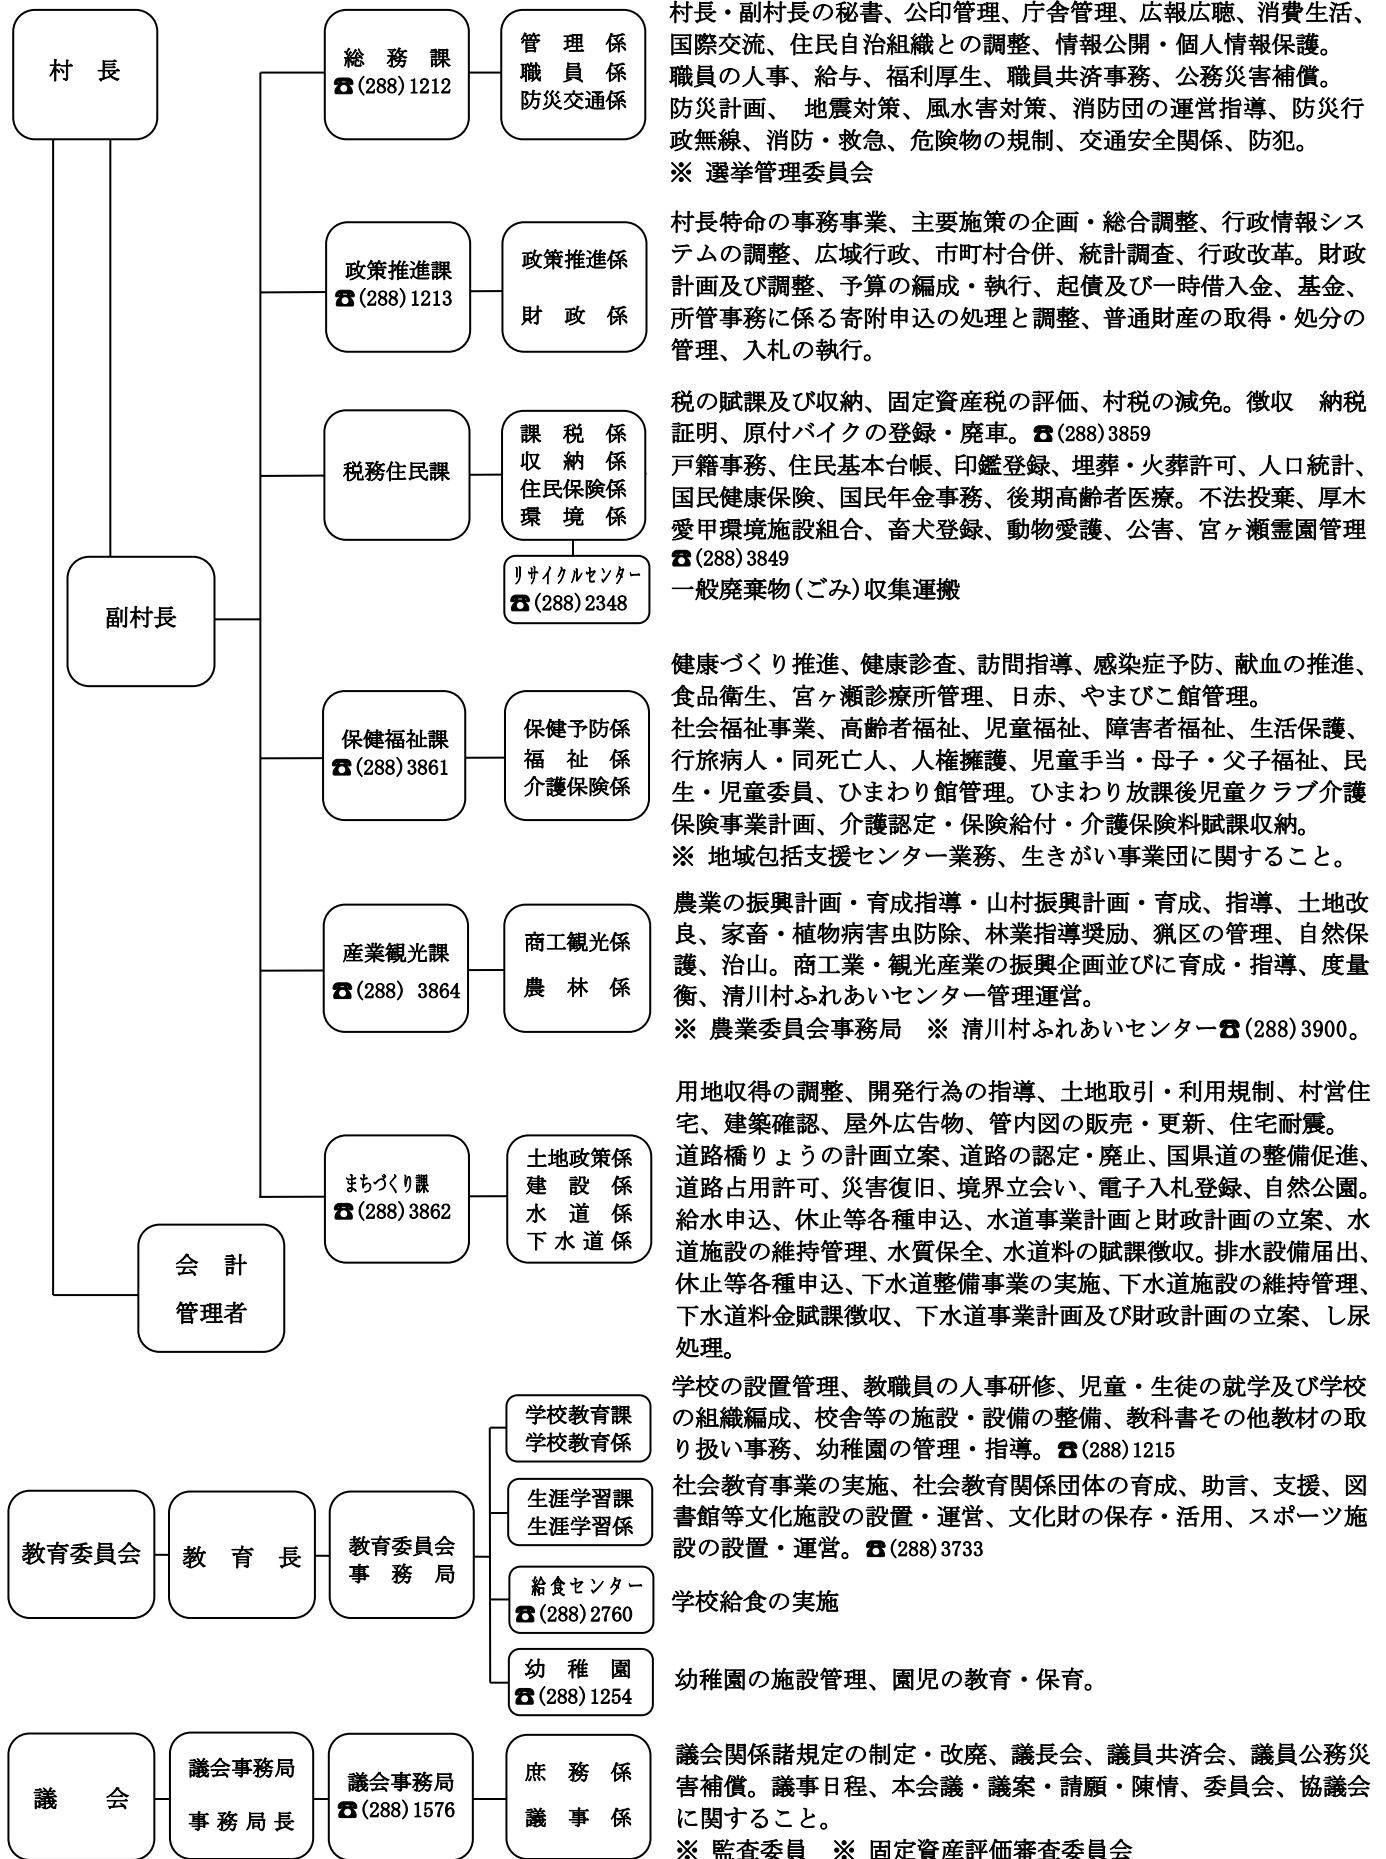 村　長
総　務　課
☎(288)1212
管　理　係
職　員　係
防災交通係
村長・副村長の秘書、公印管理、庁舎管理、広報広聴、消費生活、
国際交流、住民自治組織との調整、情報公開・個人情報保護。
職員の人事、給与、福利厚生、職員共済事務、公務災害補償。
防災計画、 地震対策、風水害対策、消防団の運営指導、防災行
政無線、消防・救急、危険物の規制、交通安全関係、防犯。
※ 選挙管理委員会
政策推進課
☎(288)1213
政策推進係
財　政　係
村長特命の事務事業、主要施策の企画・総合調整、行政情報シス
テムの調整、広域行政、市町村合併、統計調査、行政改革。財政
計画及び調整、予算の編成・執行、起債及び一時借入金、基金、
所管事務に係る寄附申込の処理と調整、普通財産の取得・処分の
管理、入札の執行。
税務住民課
課　税　係
収　納　係
住民保険係
環　境　係
リサイクルセンター
☎(288)2348
税の賦課及び収納、固定資産税の評価、村税の減免。徴収　納税
証明、原付バイクの登録・廃車。☎(288)3859
戸籍事務、住民基本台帳、印鑑登録、埋葬・火葬許可、人口統計、
国民健康保険、国民年金事務、後期高齢者医療。不法投棄、厚木
愛甲環境施設組合、畜犬登録、動物愛護、公害、宮ヶ瀬霊園管理
☎(288)3849
一般廃棄物(ごみ)収集運搬
副村長
保健福祉課
☎(288)3861
保健予防係
福　祉　係
介護保険係
健康づくり推進、健康診査、訪問指導、感染症予防、献血の推進、
食品衛生、宮ヶ瀬診療所管理、日赤、やまびこ館管理。
社会福祉事業、高齢者福祉、児童福祉、障害者福祉、生活保護、
行旅病人・同死亡人、人権擁護、児童手当・母子・父子福祉、民
生・児童委員、ひまわり館管理。ひまわり放課後児童クラブ介護
保険事業計画、介護認定・保険給付・介護保険料賦課収納。
※ 地域包括支援センター業務、生きがい事業団に関すること。
産業観光課
☎(288) 3864
商工観光係
農　林　係
農業の振興計画・育成指導・山村振興計画・育成、指導、土地改
良、家畜・植物病害虫防除、林業指導奨励、猟区の管理、自然保
護、治山。商工業・観光産業の振興企画並びに育成・指導、度量
衡、清川村ふれあいセンター管理運営。
※ 農業委員会事務局　※ 清川村ふれあいセンター☎(288)3900。
まちづくり課
☎(288)3862
土地政策係
建　設　係
水　道　係
下 水 道 係
用地収得の調整、開発行為の指導、土地取引・利用規制、村営住
宅、建築確認、屋外広告物、管内図の販売・更新、住宅耐震。
道路橋りょうの計画立案、道路の認定・廃止、国県道の整備促進、
道路占用許可、災害復旧、境界立会い、電子入札登録、自然公園。
給水申込、休止等各種申込、水道事業計画と財政計画の立案、水
道施設の維持管理、水質保全、水道料の賦課徴収。排水設備届出、
休止等各種申込、下水道整備事業の実施、下水道施設の維持管理、
下水道料金賦課徴収、下水道事業計画及び財政計画の立案、し尿
処理。
会　計
管理者
教育委員会
教　育　長
教育委員会
事　務　局
学校教育課
学校教育係
学校の設置管理、教職員の人事研修、児童・生徒の就学及び学校
の組織編成、校舎等の施設・設備の整備、教科書その他教材の取
り扱い事務、幼稚園の管理・指導。☎(288)1215
生涯学習課
生涯学習係
社会教育事業の実施、社会教育関係団体の育成、助言、支援、図
書館等文化施設の設置・運営、文化財の保存・活用、スポーツ施
設の設置・運営。☎(288)3733
給食センター
☎(288)2760
学校給食の実施
幼　稚　園
☎(288)1254
幼稚園の施設管理、園児の教育・保育。
議　　会
議会事務局
事 務 局 長
議会事務局
☎(288)1576
庶　務　係
議　事　係
議会関係諸規定の制定・改廃、議長会、議員共済会、議員公務災
害補償。議事日程、本会議・議案・請願・陳情、委員会、協議会
に関すること。
※ 監査委員　※ 固定資産評価審査委員会